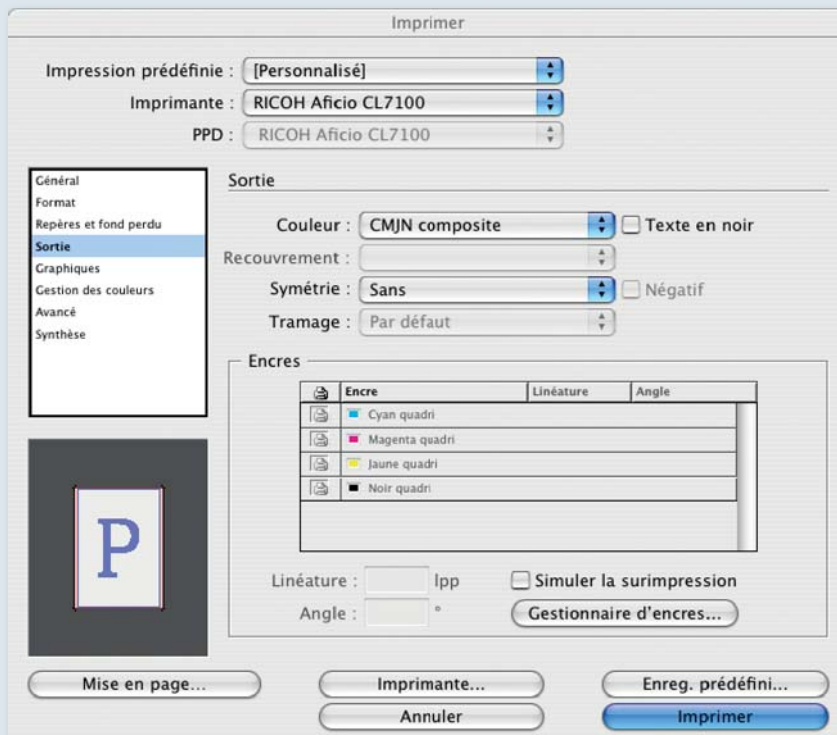 Imprimer
Impression prédéfinie : [Personnalisé]
Imprimante : RICOH Aficio CL7100
PPD : RICOH Aficio CL7100
Général
Format
Repères et fond perdu
Sortie
Graphiques
Gestion des couleurs
Avancé
Synthèse
P
Sortie
Couleur : CMJN composite Texte en noir
Recouvrement :
Symétrie : Sans Négatif
Tramage : Par défaut
Encres
Encre Linéature Angle
Cyan quadri
Magenta quadri
Jaune quadri
Noir quadri
Linéature : lpp Simuler la surimpression
Angle : ° Gestionnaire d'encres...
Mise en page... Imprimante... Enreg. prédéfini...
Annuler Imprimer